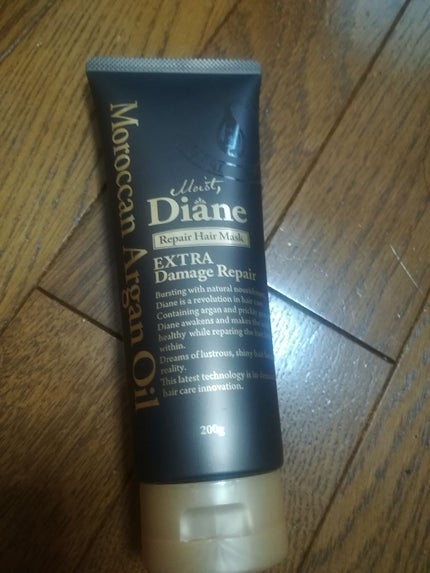 Moroccan Argan Oil
Moist,
Diane
Repair Hair Mask
EXTRA
Damage Repair
Bursting with natural
Diane is a revolution in hair
Containing argan and prickly
Diane awakens and makes the
healthy while reparing the
within.
Dreams of lustrous, shiny
reality.
This latest technology is
hair care innovation.
200g